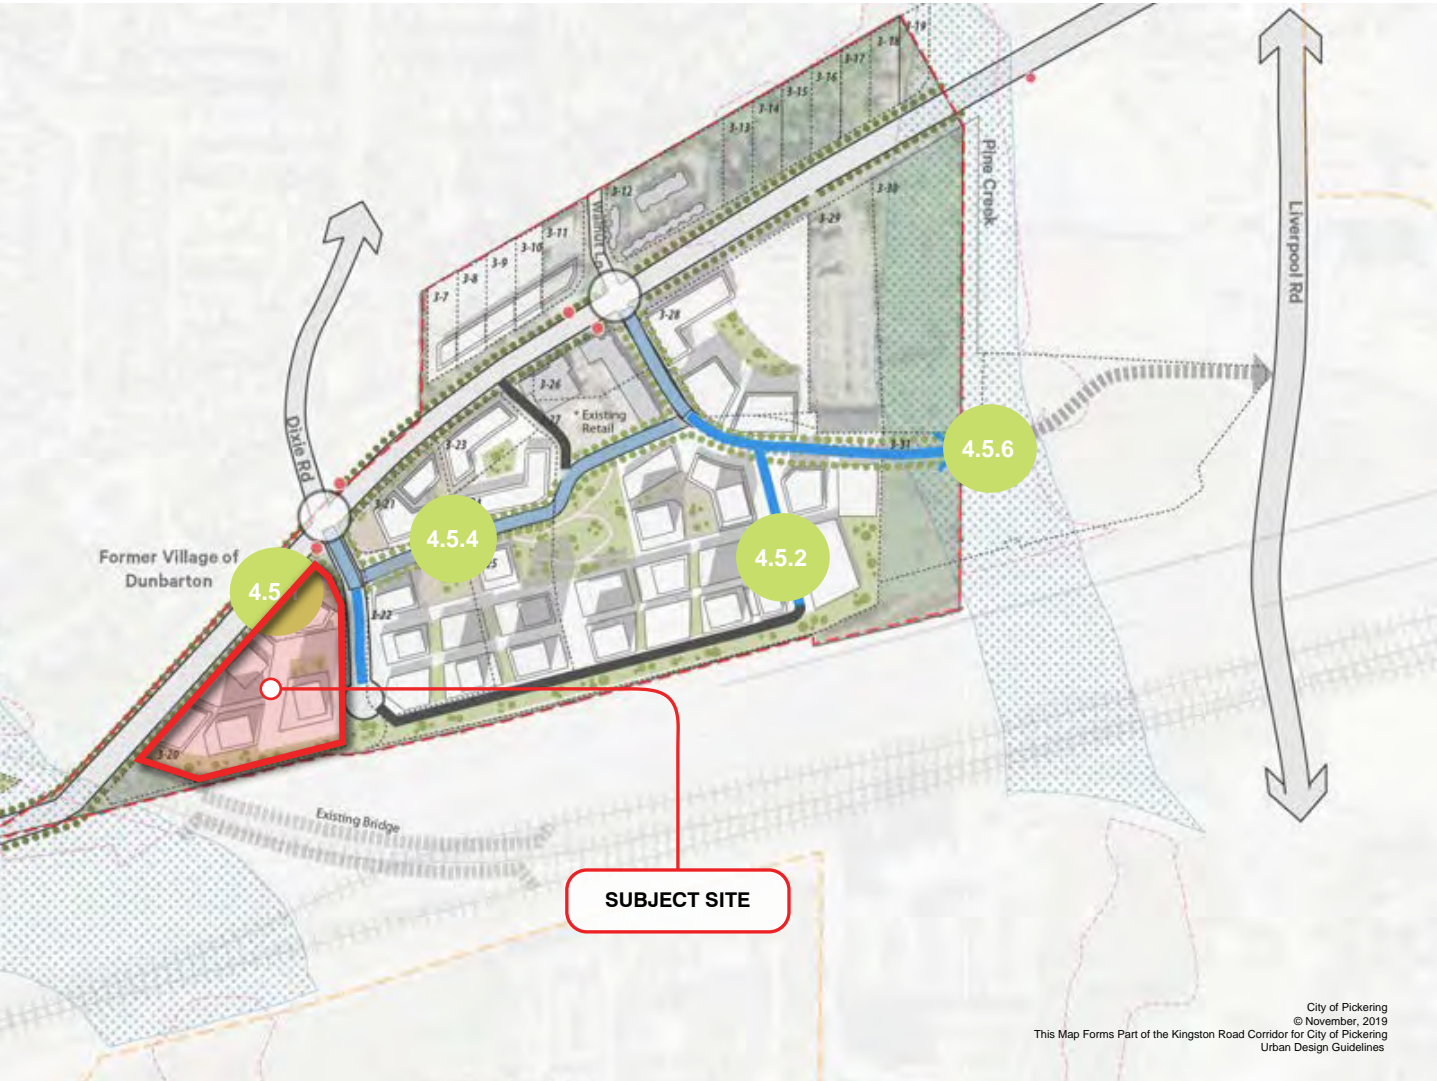 3-19
3-18
3-17
3-16
3-15
3-14
3-13
3-12
Walnut Ln
3-11
3-10
3-9
3-8
3-7
3-30
3-29
Pine Creek
Liverpool Rd
3-28
3-26
27
* Existing
Retail
3-23
3-21
Dixie Rd
3-31
4.5.6
4.5.4
4.5.2
Former Village of
Dunbarton
4.5
3-22
3-20
Existing Bridge
SUBJECT SITE
City of Pickering
© November, 2019
This Map Forms Part of the Kingston Road Corridor for City of Pickering
Urban Design Guidelines